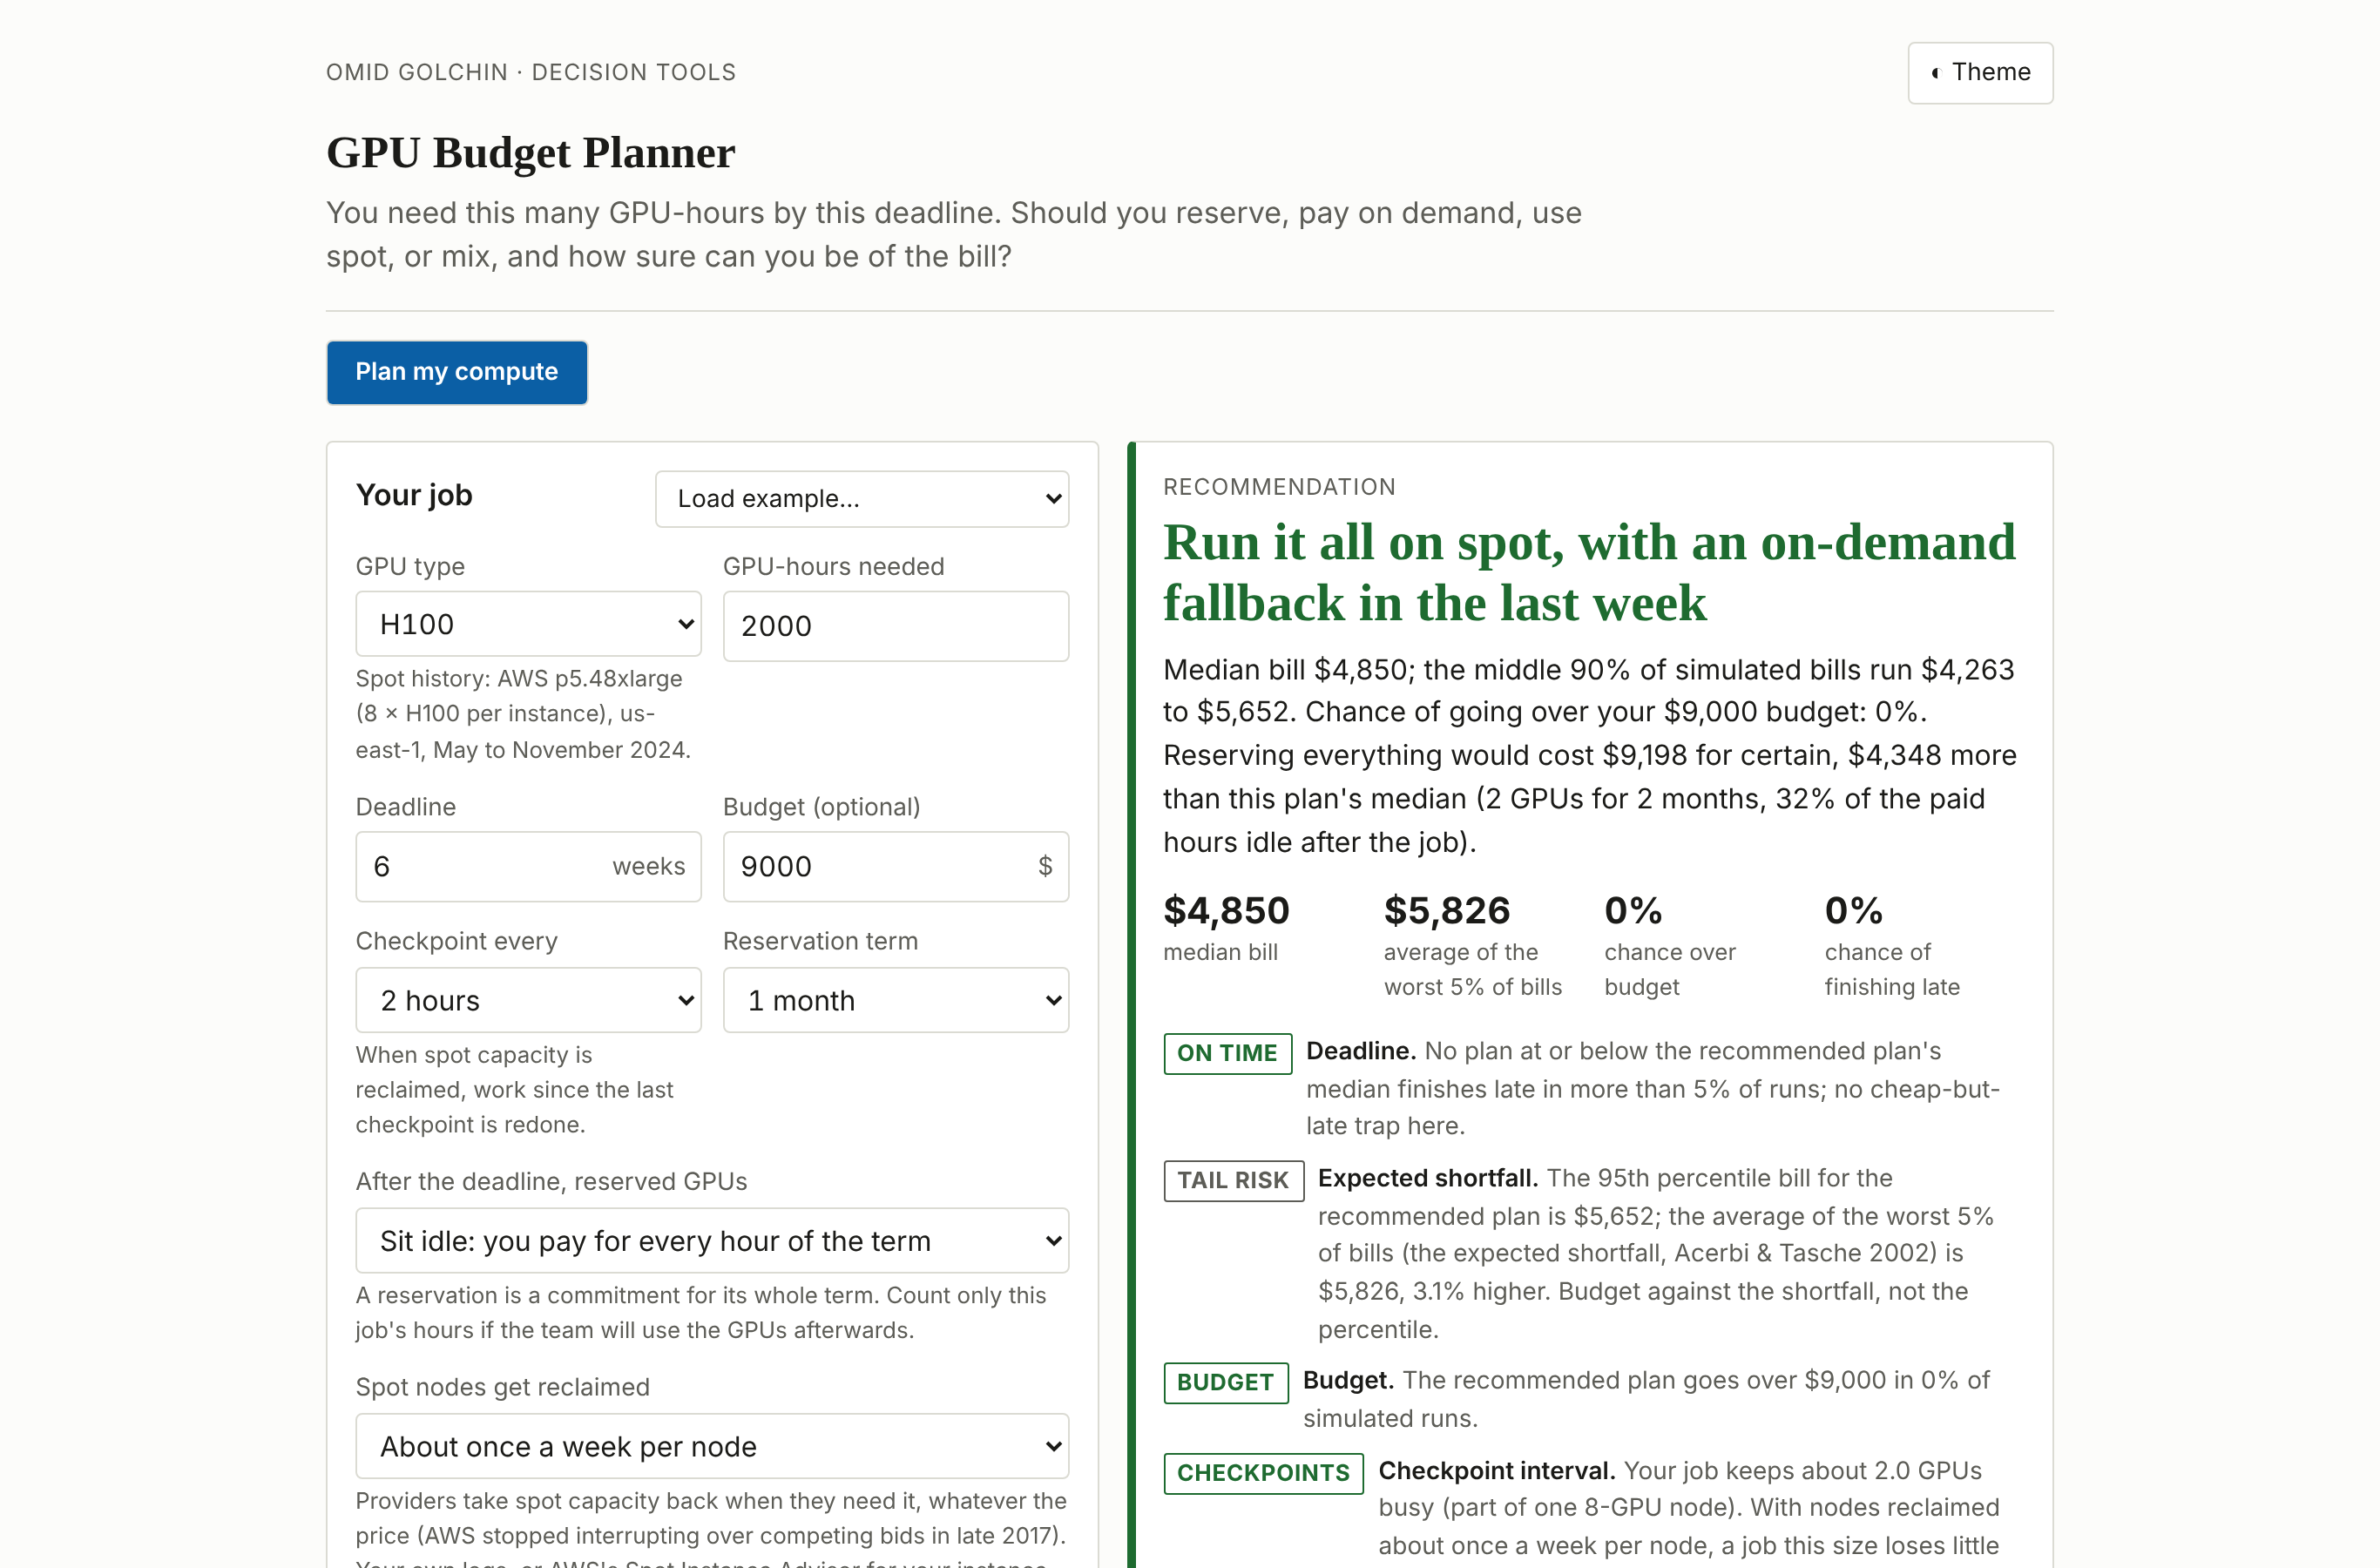 OMID GOLCHIN · DECISION TOOLS
Theme
GPU Budget Planner
You need this many GPU-hours by this deadline. Should you reserve, pay on demand, use
spot, or mix, and how sure can you be of the bill?
Plan my compute
Your job
Load example...
GPU type
GPU-hours needed
H100
2000
Spot history: AWS p5.48xlarge
(8 × H100 per instance), us-
east-1, May to November 2024.
Deadline
Budget (optional)
6 weeks
9000 $
Checkpoint every
Reservation term
2 hours
1 month
When spot capacity is
reclaimed, work since the last
checkpoint is redone.
After the deadline, reserved GPUs
Sit idle: you pay for every hour of the term
A reservation is a commitment for its whole term. Count only this
job's hours if the team will use the GPUs afterwards.
Spot nodes get reclaimed
About once a week per node
Providers take spot capacity back when they need it, whatever the
price (AWS stopped interrupting over competing bids in late 2017).
RECOMMENDATION
Run it all on spot, with an on-demand
fallback in the last week
Median bill $4,850; the middle 90% of simulated bills run $4,263
to $5,652. Chance of going over your $9,000 budget: 0%.
Reserving everything would cost $9,198 for certain, $4,348 more
than this plan's median (2 GPUs for 2 months, 32% of the paid
hours idle after the job).
$4,850
median bill
$5,826
average of the
worst 5% of bills
0%
chance over
budget
0%
chance of
finishing late
ON TIME
Deadline. No plan at or below the recommended plan's
median finishes late in more than 5% of runs; no cheap-but-
late trap here.
TAIL RISK
Expected shortfall. The 95th percentile bill for the
recommended plan is $5,652; the average of the worst 5%
of bills (the expected shortfall, Acerbi & Tasche 2002) is
$5,826, 3.1% higher. Budget against the shortfall, not the
percentile.
BUDGET
Budget. The recommended plan goes over $9,000 in 0% of
simulated runs.
CHECKPOINTS
Checkpoint interval. Your job keeps about 2.0 GPUs
busy (part of one 8-GPU node). With nodes reclaimed
about once a week per node, a job this size loses little